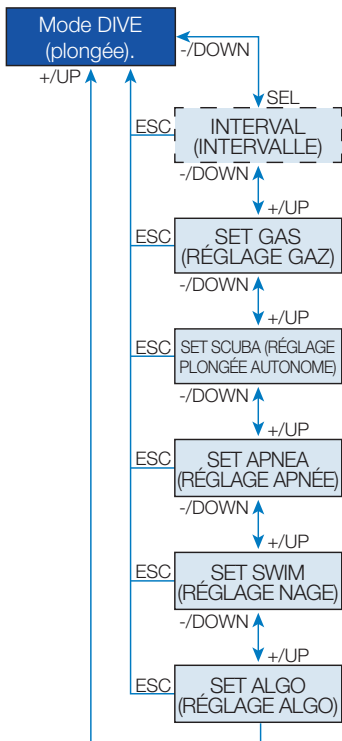 Mode DIVE
(plongée).
-/DOWN
+/UP
SEL
ESC
INTERVAL
(INTERVALLE)
-/DOWN
+/UP
ESC
SET GAS
(RÉGLAGE GAZ)
-/DOWN
+/UP
ESC
SET SCUBA (RÉGLAGE
PLONGÉE AUTONOME)
-/DOWN
+/UP
ESC
SET APNEA
(RÉGLAGE APNÉE)
-/DOWN
+/UP
ESC
SET SWIM
(RÉGLAGE NAGE)
-/DOWN
+/UP
ESC
SET ALGO
(RÉGLAGE ALGO)